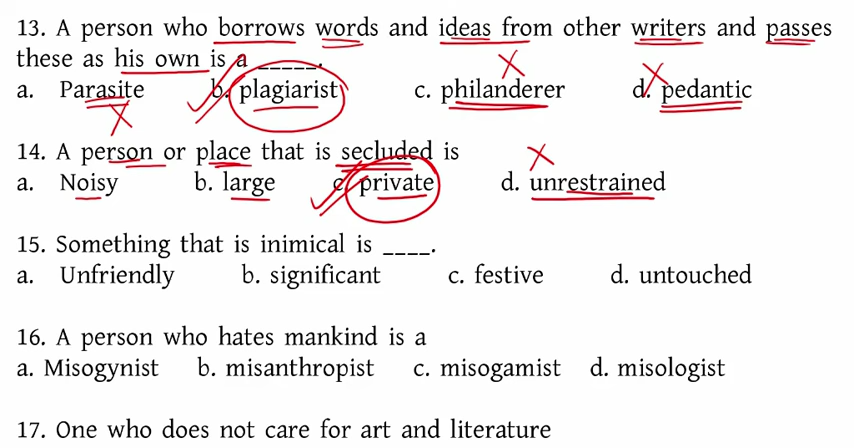 13. A person who borrows words and ideas from other writers and passes
these as his own is a _____.
a. Parasite b. plagiarist c. philanderer d. pedantic
14. A person or place that is secluded is
a. Noisy b. large c. private d. unrestrained
15. Something that is inimical is ____.
a. Unfriendly b. significant c. festive d. untouched
16. A person who hates mankind is a
a. Misogynist b. misanthropist c. misogamist d. misologist
17. One who does not care for art and literature